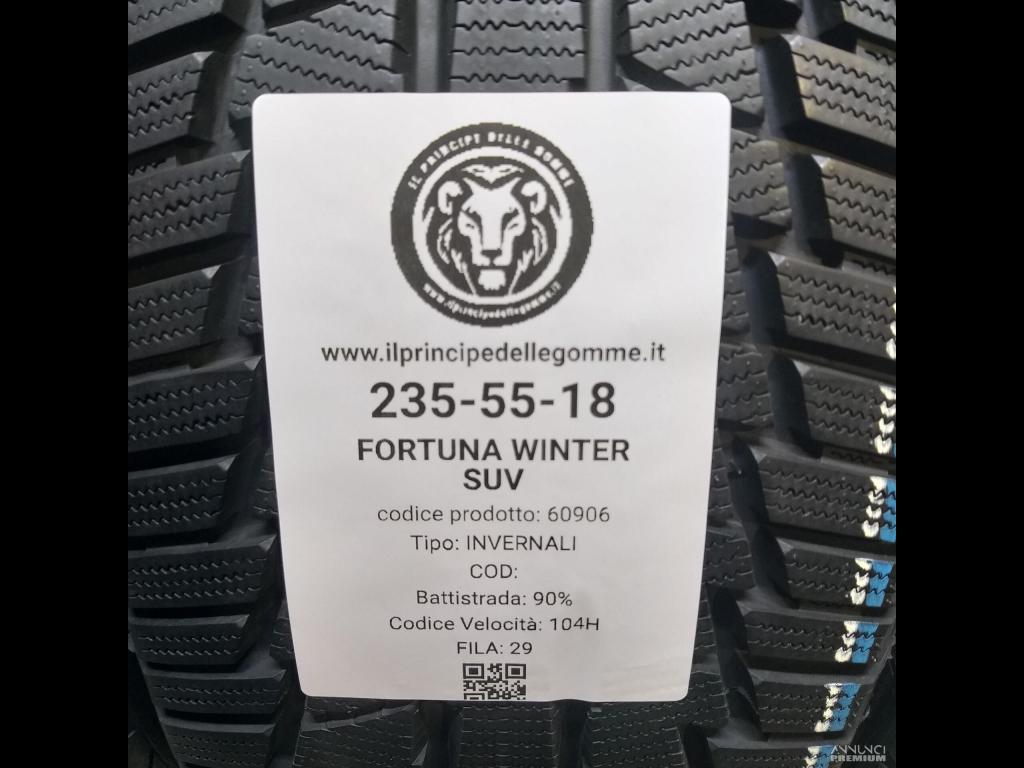 IL PRINCIPE DELLE GOMME
www.ilprincipedellegomme.it
www.ilprincipedellegomme.it
235-55-18
FORTUNA WINTER
SUV
codice prodotto: 60906
Tipo: INVERNALI
COD:
Battistrada: 90%
Codice Velocità: 104H
FILA: 29
ANNUNCI
PREMIUM